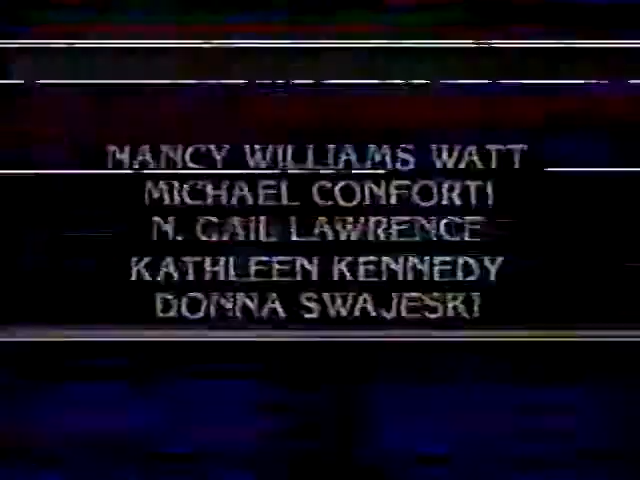 NANCY WILLIAMS WATT
MICHAEL CONFORTI
N. GAIL LAWRENCE
KATHLEEN KENNEDY
DONNA SWAJESKI